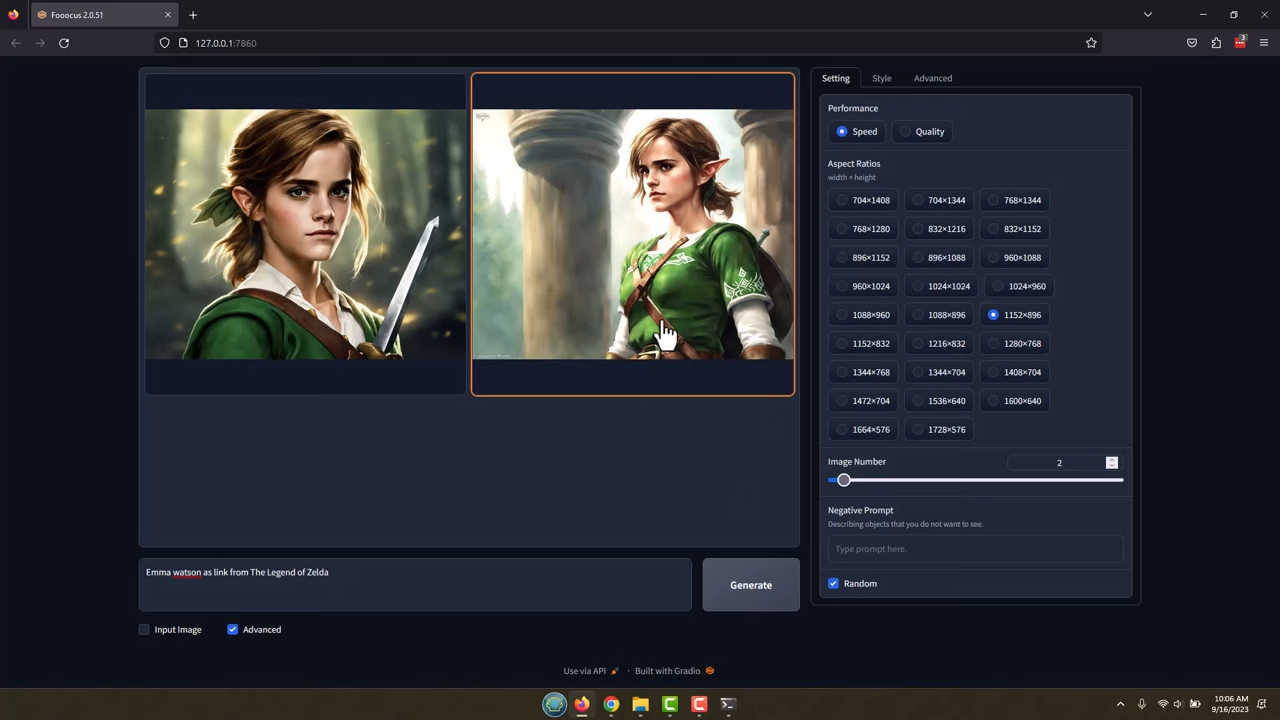 Fooocus 2.0.51
127.0.0.1:7860
3
Setting
Style
Advanced
Performance
Speed
Quality
Aspect Ratios
width × height
704×1408
704×1344
768×1344
768×1280
832×1216
832×1152
896×1152
896×1088
960×1088
960×1024
1024×1024
1024×960
1088×960
1088×896
1152×896
1152×832
1216×832
1280×768
1344×768
1344×704
1408×704
1472×704
1536×640
1600×640
1664×576
1728×576
Image Number
2
Negative Prompt
Describing objects that you do not want to see.
Type prompt here.
Random
Emma watson as link from The Legend of Zelda
Generate
Input Image
Advanced
Use via API
·
Built with Gradio
10:06 AM
9/16/2023